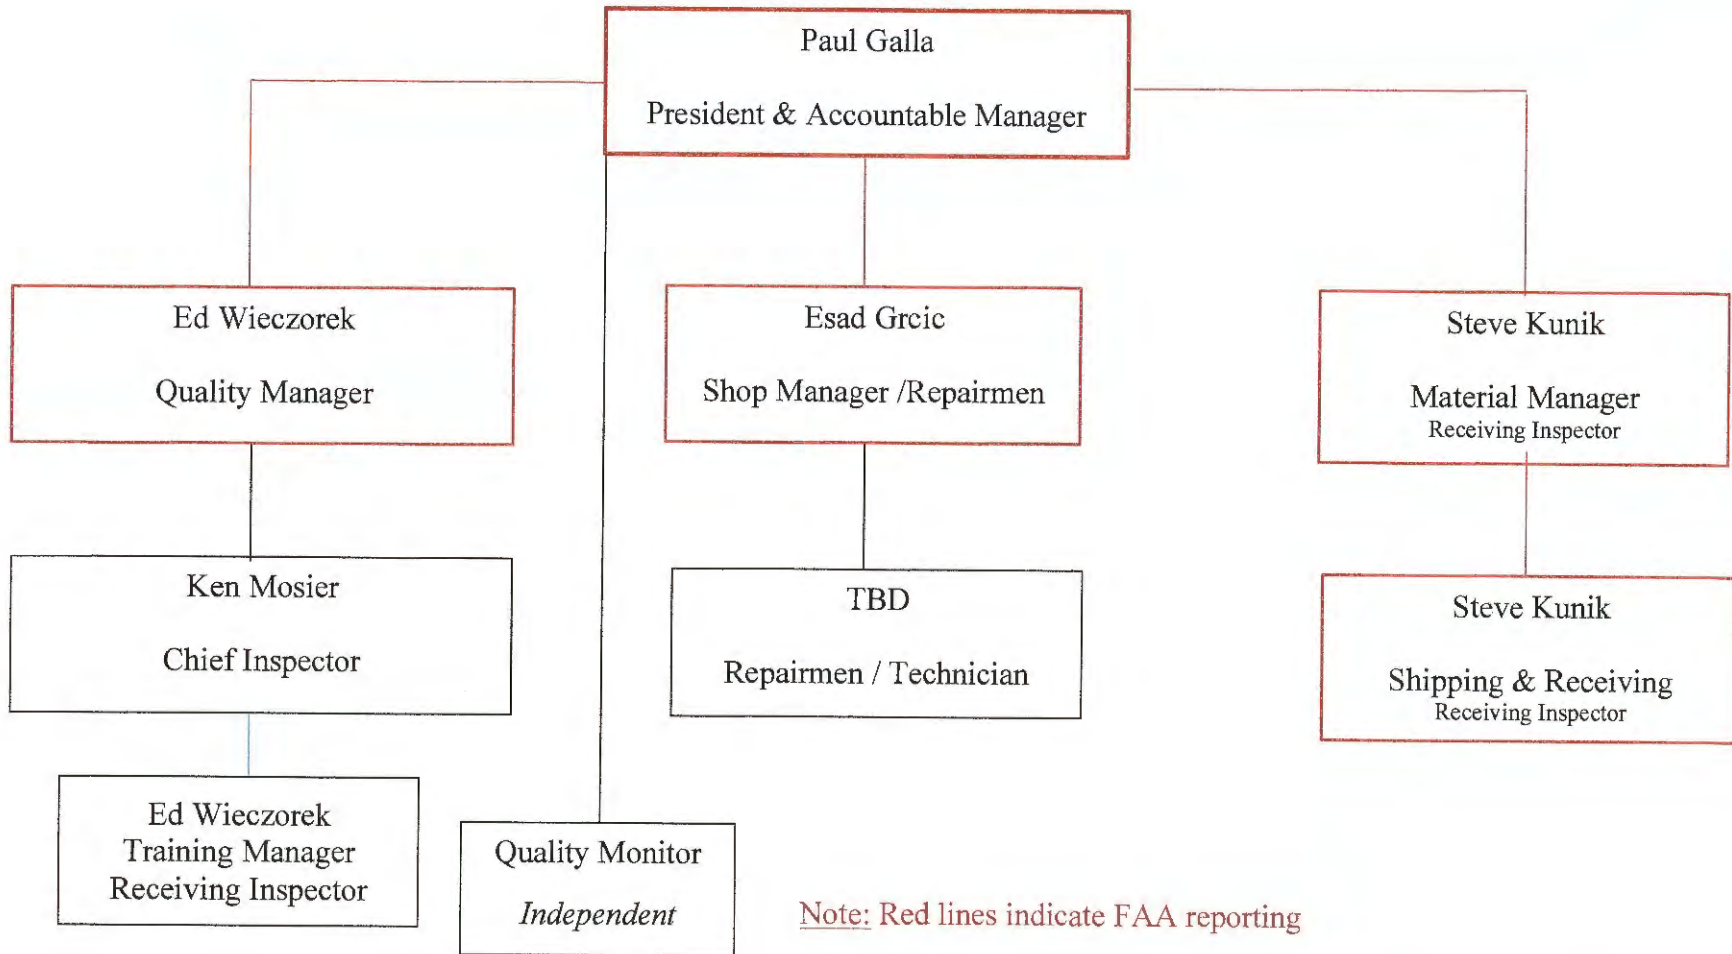 Paul Galla
President & Accountable Manager
Ed Wieczorek
Quality Manager
Esad Grcic
Shop Manager /Repairmen
Steve Kunik
Material Manager
Receiving Inspector
Ken Mosier
Chief Inspector
TBD
Repairmen / Technician
Steve Kunik
Shipping & Receiving
Receiving Inspector
Ed Wieczorek
Training Manager
Receiving Inspector
Quality Monitor
Independent
Note: Red lines indicate FAA reporting